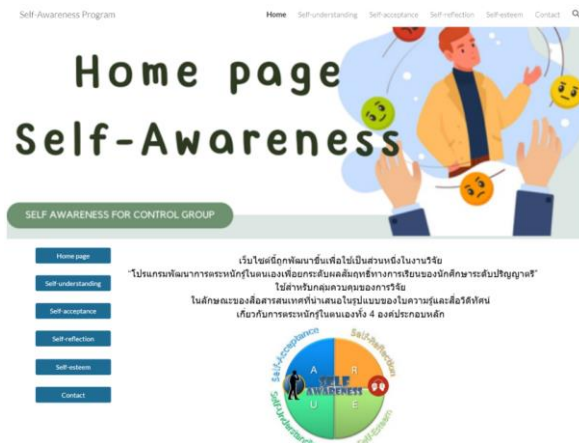 Self-Awareness Program
Home Self-understanding Self-acceptance Self-reflection Self-esteem Contact
Home page
Self-Awareness
SELF AWARENESS FOR CONTROL GROUP
Home page
Self-understanding
Self-acceptance
Self-reflection
Self-esteem
Contact
เว็บไซต์นี้ถูกพัฒนาขึ้นเพื่อใช้เป็นส่วนหนึ่งในงานวิจัย
"โปรแกรมพัฒนาการตระหนักรู้ในตนเองเพื่อยกระดับผลสัมฤทธิ์ทางการเรียนของนักศึกษาระดับปริญญาตรี"
ใช้สำหรับกลุ่มควบคุมของการวิจัย
ในลักษณะของสื่อสารสนเทศที่นำเสนอในรูปแบบของใบความรู้และสื่อวีดิทัศน์
เกี่ยวกับการตระหนักรู้ในตนเองทั้ง 4 องค์ประกอบหลัก
Self-Acceptance
Self-Reflection
A R
SELF
AWARENESS
U E
Self-Understanding
Self-Esteem